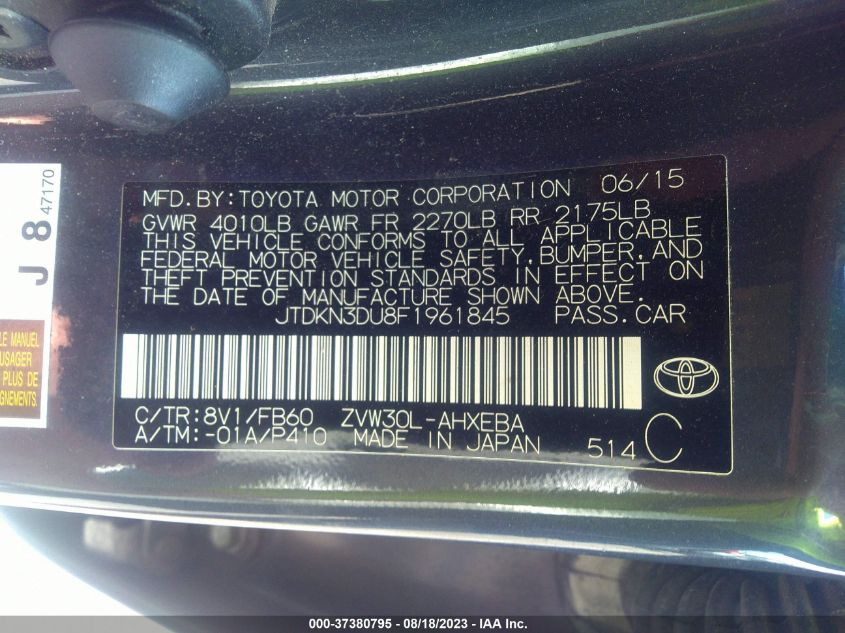 MFD.BY:TOYOTA MOTOR CORPORATION 06/15
GVWR 4010LB GAWR FR 2270LB RR 2175LB
THIS VEHICLE CONFORMS TO ALL APPLICABLE
FEDERAL MOTOR VEHICLE SAFETY,BUMPER,AND
THEFT PREVENTION STANDARDS IN EFFECT ON
THE DATE OF MANUFACTURE SHOWN ABOVE.
JTDKN3DU8F1961845 PASS.CAR
C/TR:8V1/FB60 ZVW30L-AHXEBA
A/TM:-01A/P410 MADE IN JAPAN 514 C
J 8 47170
LE MANUEL
USAGER
PLUS DE
IGNEMENTS.
000-37380795 - 08/18/2023 - IAA Inc.